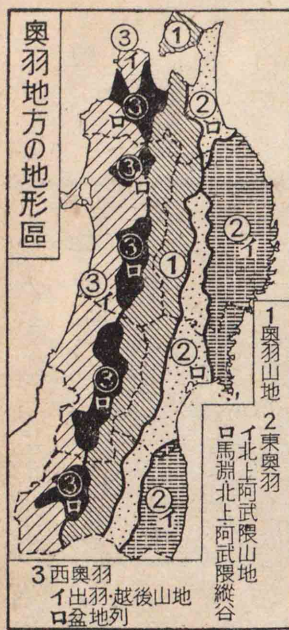 奥羽地方の地形區
③イ
①
③ロ
②ロ
③ロ
②イ
③ロ
①
③イ
②ロ
③ロ
③ロ
②イ
1奥羽山地
2東奥羽
イ北上阿武隈山地
ロ馬淵北上阿武隈縱谷
3西奥羽
イ出羽・越後山地
ロ盆地列